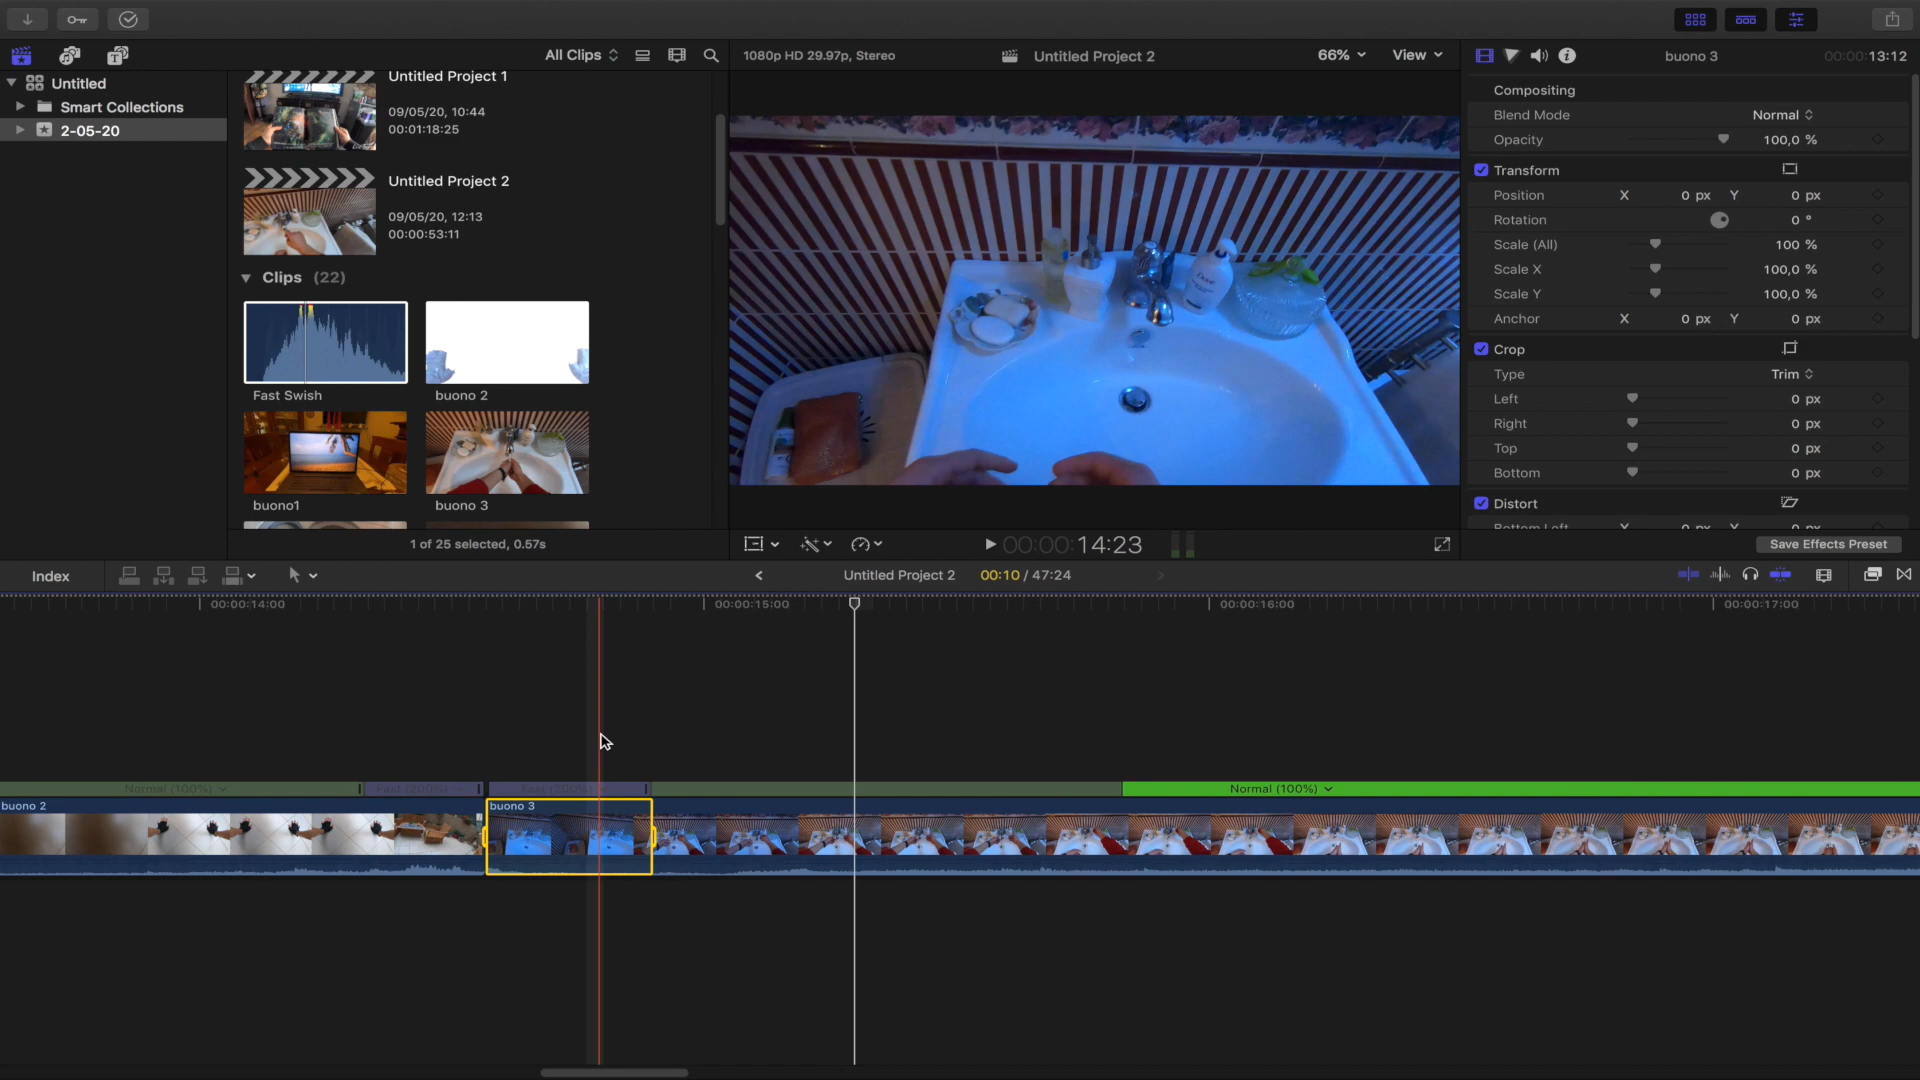 All Clips
1080p HD 29.97p, Stereo
Untitled Project 2
66%
View
buono 3
00:00:13:12
Untitled
Smart Collections
2-05-20
Untitled Project 1
09/05/20, 10:44
00:01:18:25
Untitled Project 2
09/05/20, 12:13
00:00:53:11
Clips (22)
Fast Swish
buono 2
buono1
buono 3
1 of 25 selected, 0.57s
Dove
Compositing
Blend Mode Normal
Opacity 100,0 %
Transform
Position X 0 px Y 0 px
Rotation 0 °
Scale (All) 100 %
Scale X 100,0 %
Scale Y 100,0 %
Anchor X 0 px Y 0 px
Crop
Type Trim
Left 0 px
Right 0 px
Top 0 px
Bottom 0 px
Distort
Bottom Left X 0 px Y 0 px
Save Effects Preset
00:00:14:23
Index
Untitled Project 2
00:10 / 47:24
00:00:14:00
00:00:15:00
00:00:16:00
00:00:17:00
Normal (100%)
Fast (200%)
Fast (200%)
Normal (100%)
buono 2
buono 3